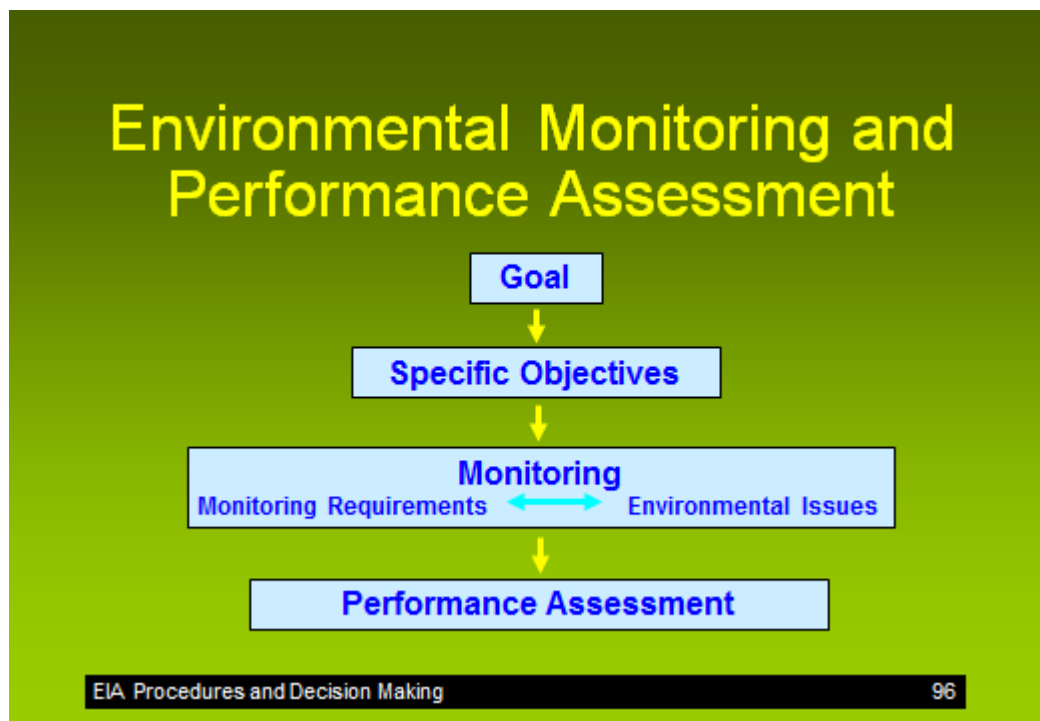 Environmental Monitoring and
Performance Assessment
Goal
Specific Objectives
Monitoring
Monitoring Requirements Environmental Issues
Performance Assessment
EIA Procedures and Decision Making 96